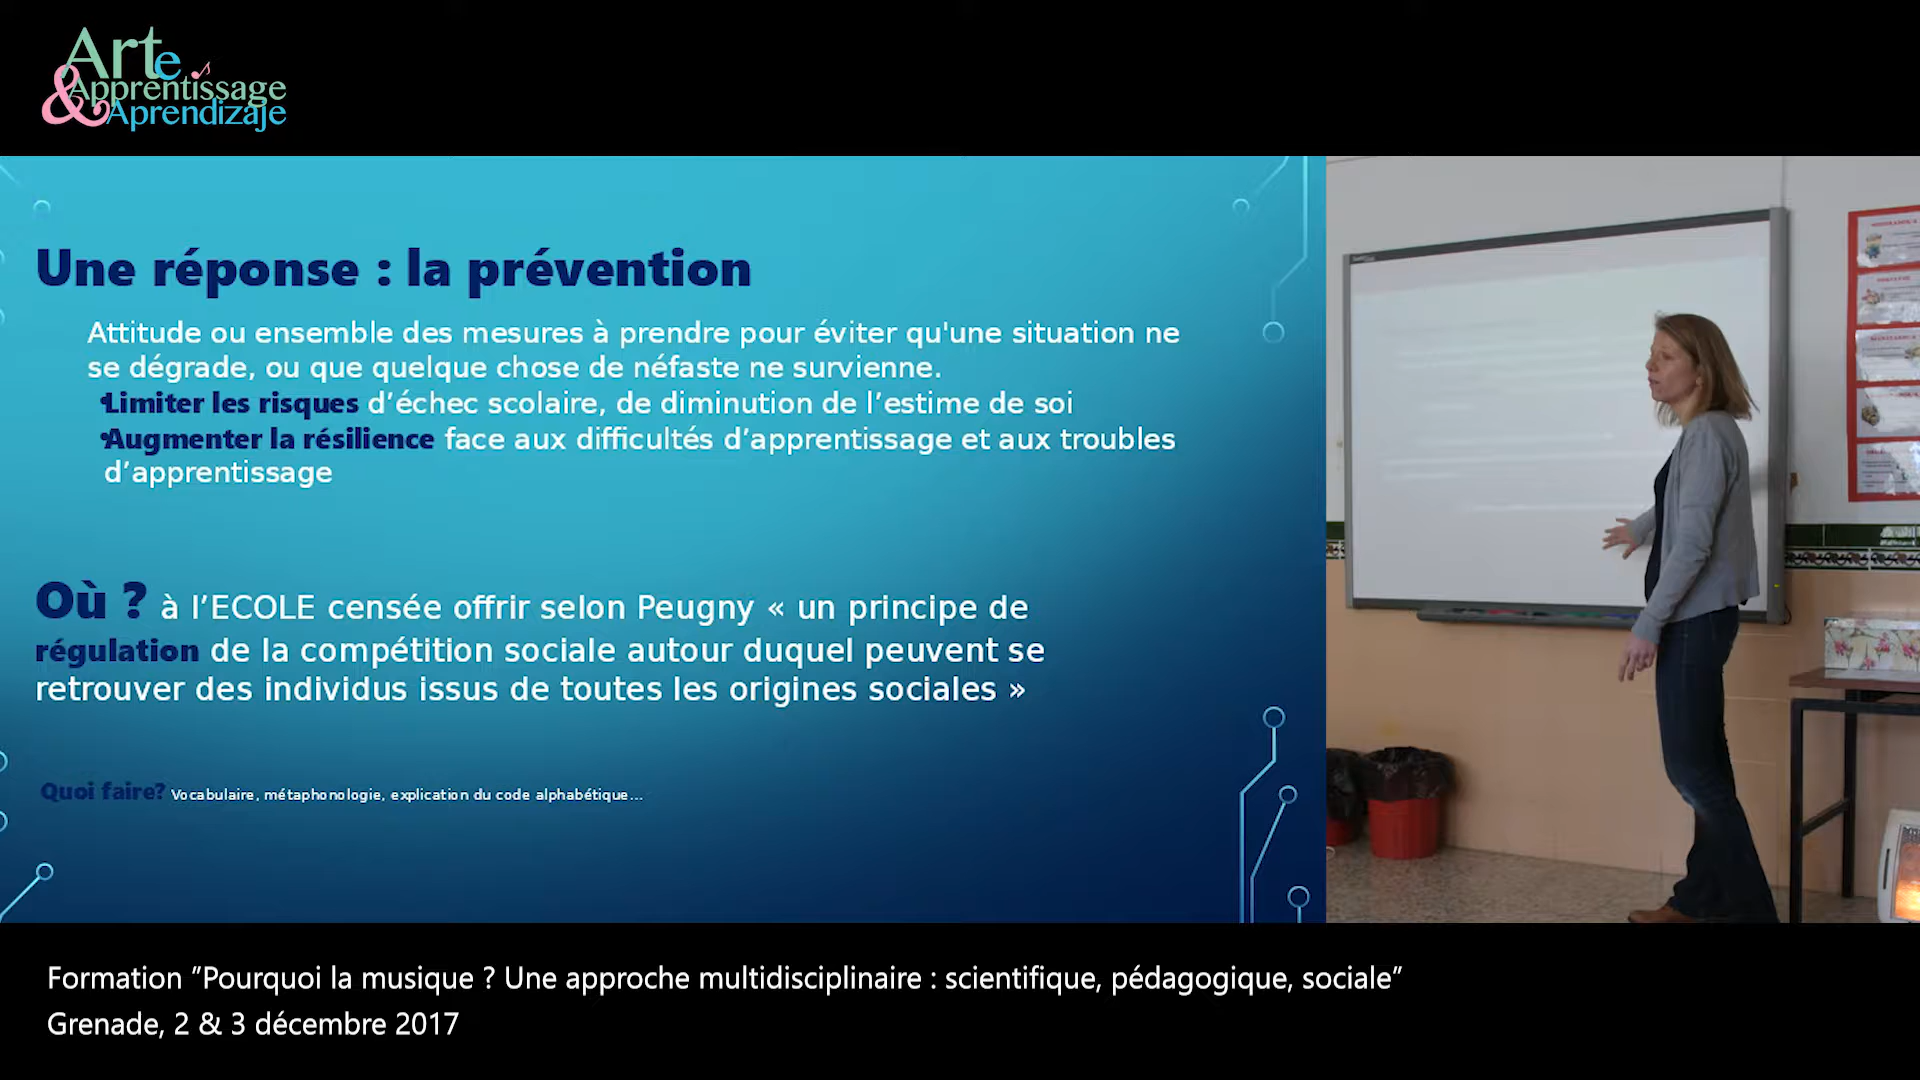 Arte
& Apprentissage
Aprendizaje
Une réponse : la prévention
Attitude ou ensemble des mesures à prendre pour éviter qu'une situation ne
se dégrade, ou que quelque chose de néfaste ne survienne.
•Limiter les risques d’échec scolaire, de diminution de l’estime de soi
•Augmenter la résilience face aux difficultés d’apprentissage et aux troubles
d’apprentissage
Où ? à l’ECOLE censée offrir selon Peugny « un principe de
régulation de la compétition sociale autour duquel peuvent se
retrouver des individus issus de toutes les origines sociales »
Quoi faire? Vocabulaire, métaphonologie, explication du code alphabétique...
Formation ”Pourquoi la musique ? Une approche multidisciplinaire : scientifique, pédagogique, sociale”
Grenade, 2 & 3 décembre 2017